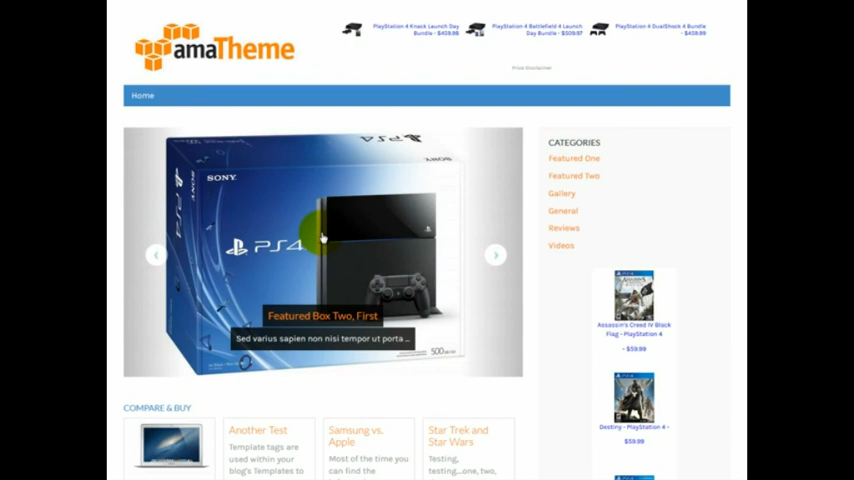 amaTheme
PlayStation 4 Knack Launch Day
Bundle - $459.98
PlayStation 4 Battlefield 4 Launch
Day Bundle - $509.97
PlayStation 4 DualShock 4 Bundle
- $459.99
Price Disclaimer
Home
SONY
PS4
PS4
SONY
PS4
500GB
Featured Box Two, First
Sed varius sapien non nisi tempor ut porta ...
CATEGORIES
Featured One
Featured Two
Gallery
General
Reviews
Videos
Assassin's Creed IV Black
Flag - PlayStation 4
- $59.99
Destiny - PlayStation 4 -
$59.99
COMPARE & BUY
Another Test
Template tags are
used within your
blog's Templates to
Samsung vs.
Apple
Most of the time you
can find the
Star Trek and
Star Wars
Testing,
testing....one, two,